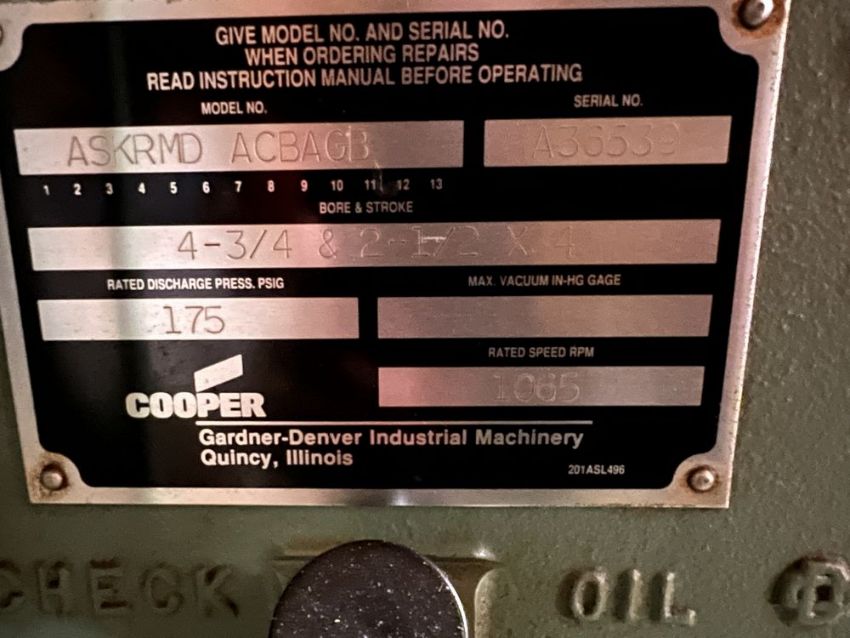 GIVE MODEL NO. AND SERIAL NO.
WHEN ORDERING REPAIRS
READ INSTRUCTION MANUAL BEFORE OPERATING
MODEL NO. SERIAL NO.
ASKRMD ACBAGB A36539
1 2 3 4 5 6 7 8 9 10 11 12 13
BORE & STROKE
4-3/4 & 2-1/2 X 4
RATED DISCHARGE PRESS. PSIG MAX. VACUUM IN-HG GAGE
175
RATED SPEED RPM
1065
COOPER
Gardner-Denver Industrial Machinery
Quincy, Illinois
201ASL496
CHECK OIL